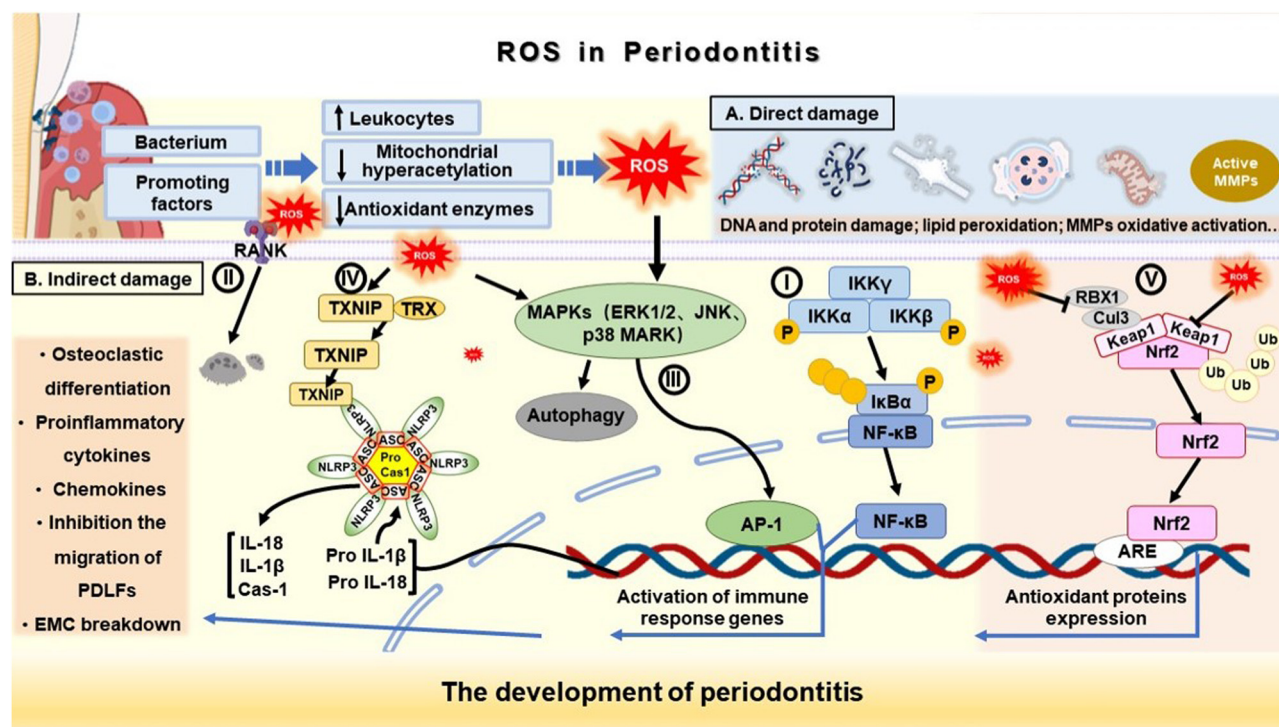 ROS in Periodontitis
Bacterium
Promoting
factors
Leukocytes
Mitochondrial
hyperacetylation
Antioxidant enzymes
ROS
ROS
RANK
A. Direct damage
Active
MMPs
DNA and protein damage; lipid peroxidation; MMPs oxidative activation...
B. Indirect damage
II
IV
ROS
TXNIP
TRX
TXNIP
TXNIP
NLRP3
NLRP3
NLRP3
NLRP3
NLRP3
NLRP3
ASC
ASC
ASC
ASC
ASC
ASC
Pro
Cas1
IL-18
IL-1β
Cas-1
Pro IL-1β
Pro IL-18
• Osteoclastic
differentiation
• Proinflammatory
cytokines
• Chemokines
• Inhibition the
migration of
PDLFs
• EMC breakdown
MAPKs（ERK1/2、JNK、
p38 MARK）
III
Autophagy
AP-1
I
IKKγ
IKKα
IKKβ
P
P
P
IκBα
NF-κB
NF-κB
ROS
ROS
ROS
V
RBX1
Cul3
Keap1
Keap1
Nrf2
Ub
Ub
Ub
Ub
Nrf2
Nrf2
ARE
Activation of immune
response genes
Antioxidant proteins
expression
The development of periodontitis